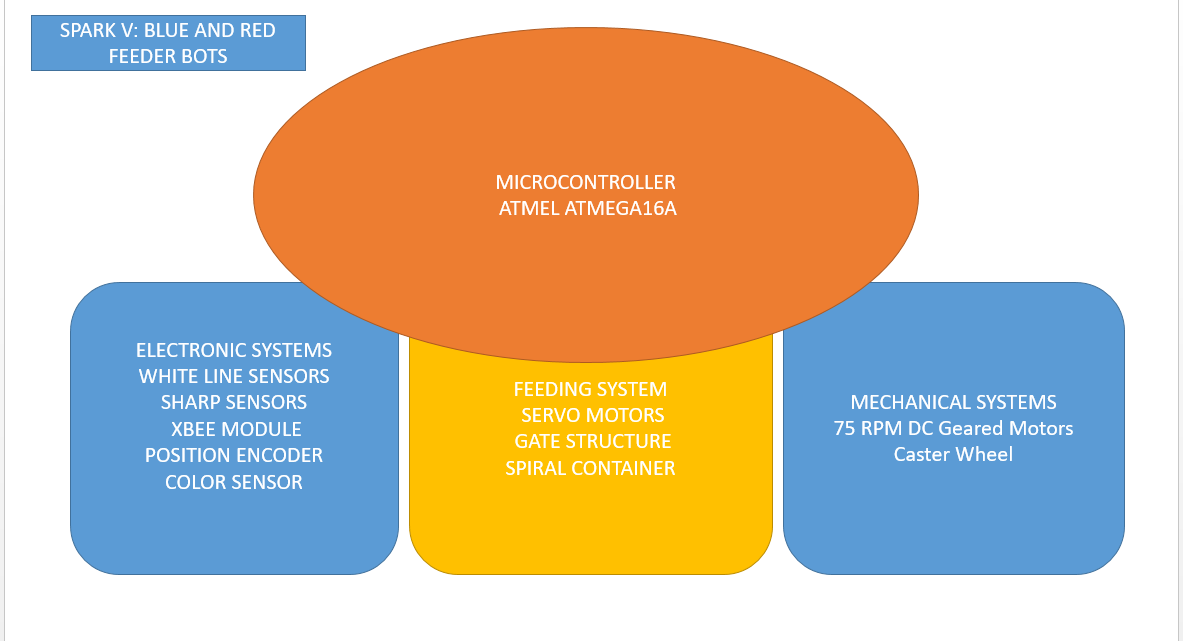 SPARK V: BLUE AND RED
FEEDER BOTS
MICROCONTROLLER
ATMEL ATMEGA16A
ELECTRONIC SYSTEMS
WHITE LINE SENSORS
SHARP SENSORS
XBEE MODULE
POSITION ENCODER
COLOR SENSOR
FEEDING SYSTEM
SERVO MOTORS
GATE STRUCTURE
SPIRAL CONTAINER
MECHANICAL SYSTEMS
75 RPM DC Geared Motors
Caster Wheel